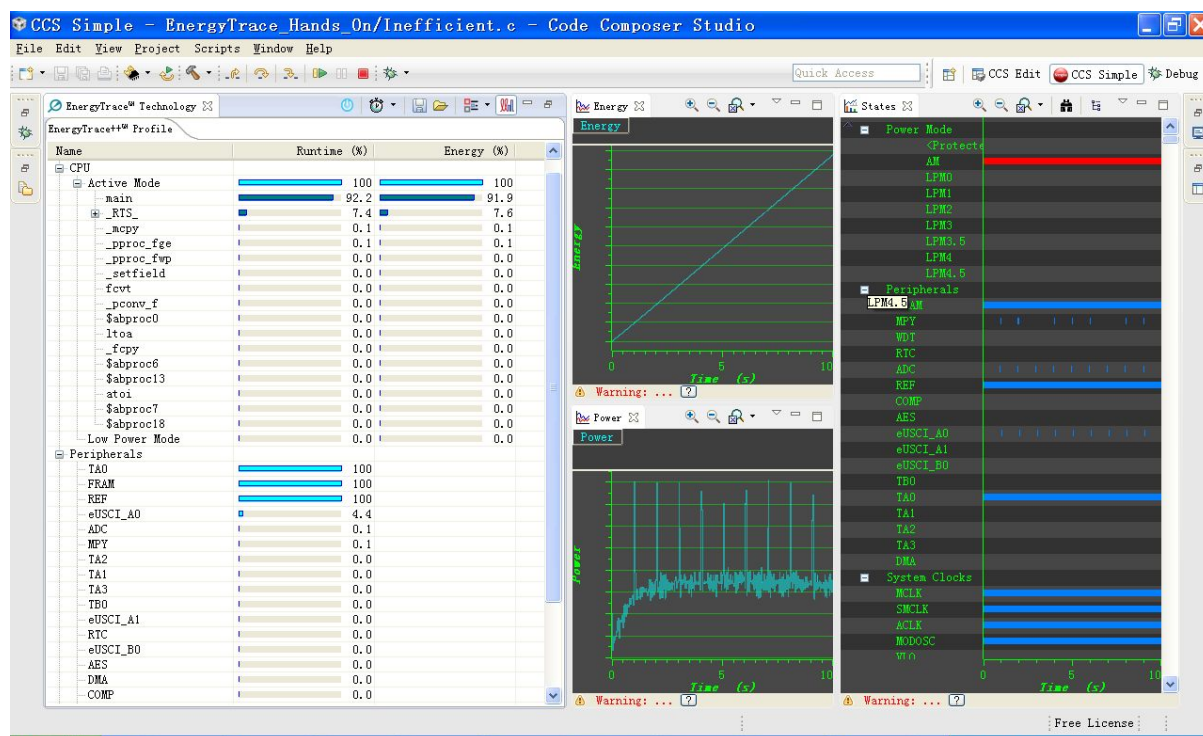 CCS Simple - EnergyTrace_Hands_On/Inefficient.c - Code Composer Studio
File Edit View Project Scripts Window Help
Quick Access CCS Edit CCS Simple Debug
EnergyTrace℠ Technology
EnergyTrace++℠ Profile
Name Runtime (%) Energy (%)
CPU
Active Mode 100 100
main 92.2 91.9
_RTS_ 7.4 7.6
_mcpy 0.1 0.1
_pproc_fge 0.1 0.1
_pproc_fwp 0.0 0.0
_setfield 0.0 0.0
fcvt 0.0 0.0
_pconv_f 0.0 0.0
$abproc0 0.0 0.0
ltoa 0.0 0.0
_fcpy 0.0 0.0
$abproc6 0.0 0.0
$abproc13 0.0 0.0
atoi 0.0 0.0
$abproc7 0.0 0.0
$abproc18 0.0 0.0
Low Power Mode 0.0 0.0
Peripherals
TA0 100
FRAM 100
REF 100
eUSCI_A0 4.4
ADC 0.1
MPY 0.1
TA2 0.0
TA1 0.0
TA3 0.0
TB0 0.0
eUSCI_A1 0.0
RTC 0.0
eUSCI_B0 0.0
AES 0.0
DMA 0.0
COMP 0.0
Energy
Energy
Energy
0 5 10
Time (s)
Warning: ... ?
Power
Power
Power
0 5 10
Time (s)
Warning: ... ?
States
Power Mode
<Protecte
AM
LPM0
LPM1
LPM2
LPM3
LPM3.5
LPM4
LPM4.5
Peripherals
LPM4.5 AM
MPY
WDT
RTC
ADC
REF
COMP
AES
eUSCI_A0
eUSCI_A1
eUSCI_B0
TB0
TA0
TA1
TA2
TA3
DMA
System Clocks
MCLK
SMCLK
ACLK
MODOSC
VLO
0 5 10
Time (s)
Warning: ... ?
Free License